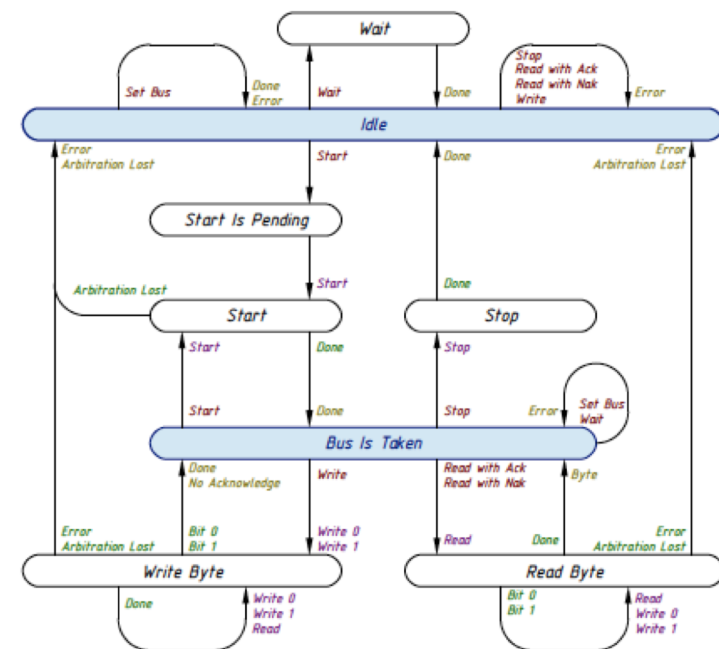 Wait
Stop
Read with Ack
Read with Nak
Write
Set Bus
Done
Error
Wait
Done
Error
Idle
Error
Arbitration Lost
Start
Done
Error
Arbitration Lost
Start Is Pending
Arbitration Lost
Start
Done
Start
Stop
Start
Done
Stop
Start
Done
Stop
Error
Set Bus
Wait
Bus Is Taken
Done
No Acknowledge
Write
Read with Ack
Read with Nak
Byte
Error
Arbitration Lost
Bit 0
Bit 1
Write 0
Write 1
Read
Done
Error
Arbitration Lost
Write Byte
Read Byte
Done
Write 0
Write 1
Read
Bit 0
Bit 1
Read
Write 0
Write 1